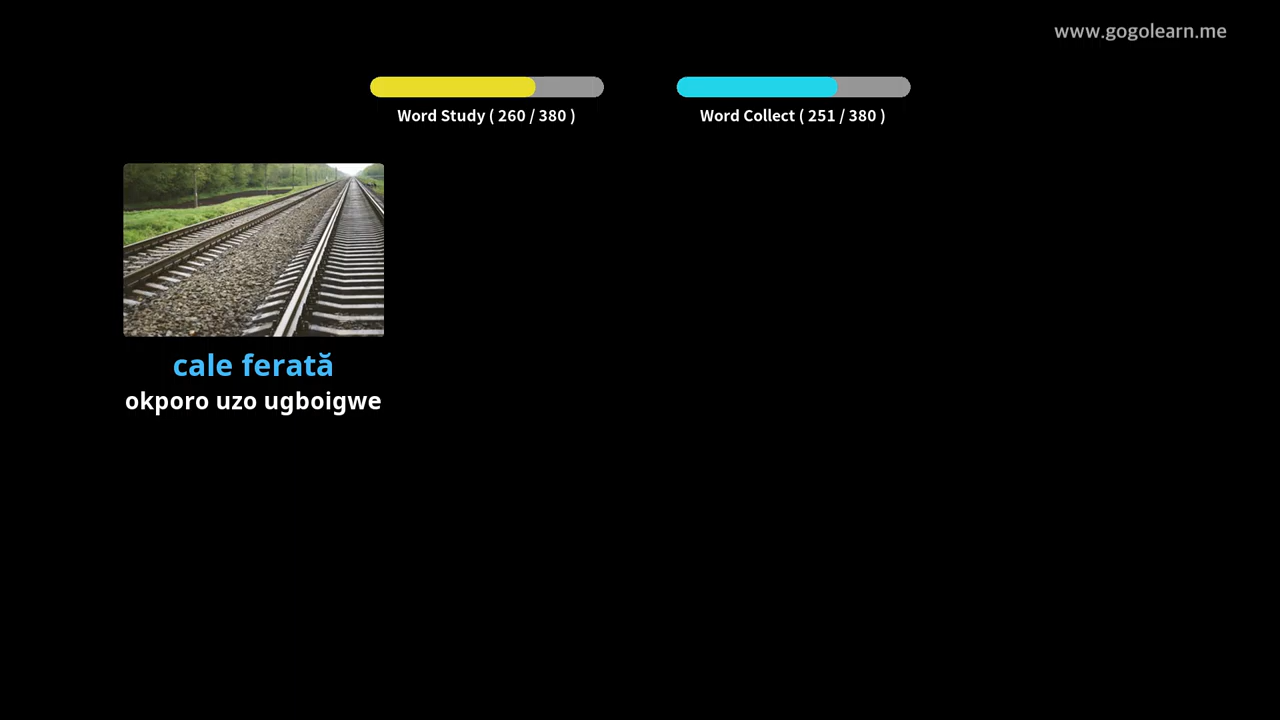 www.gogolearn.me
Word Study ( 260 / 380 )
Word Collect ( 251 / 380 )
cale ferată
okporo uzo ugboigwe